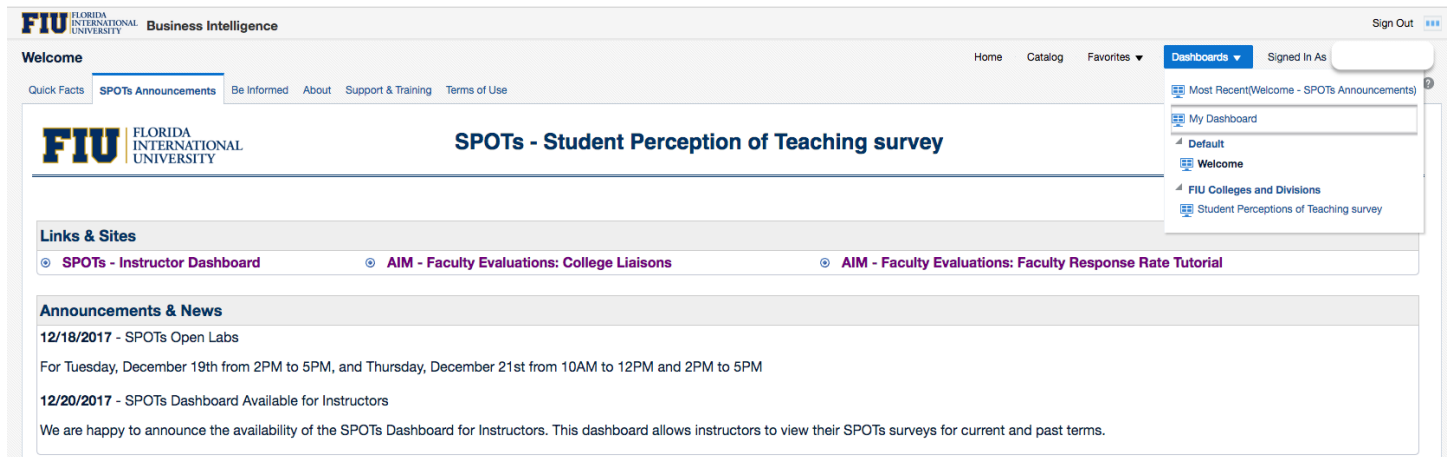 FIU FLORIDA INTERNATIONAL UNIVERSITY Business Intelligence
Sign Out
Welcome
Home Catalog Favorites Dashboards Signed In As
Quick Facts SPOTs Announcements Be Informed About Support & Training Terms of Use
?
Most Recent(Welcome - SPOTs Announcements)
My Dashboard
Default
Welcome
FIU Colleges and Divisions
Student Perceptions of Teaching survey
FIU FLORIDA
INTERNATIONAL
UNIVERSITY
SPOTs - Student Perception of Teaching survey
Links & Sites
SPOTs - Instructor Dashboard AIM - Faculty Evaluations: College Liaisons AIM - Faculty Evaluations: Faculty Response Rate Tutorial
Announcements & News
12/18/2017 - SPOTs Open Labs
For Tuesday, December 19th from 2PM to 5PM, and Thursday, December 21st from 10AM to 12PM and 2PM to 5PM
12/20/2017 - SPOTs Dashboard Available for Instructors
We are happy to announce the availability of the SPOTs Dashboard for Instructors. This dashboard allows instructors to view their SPOTs surveys for current and past terms.